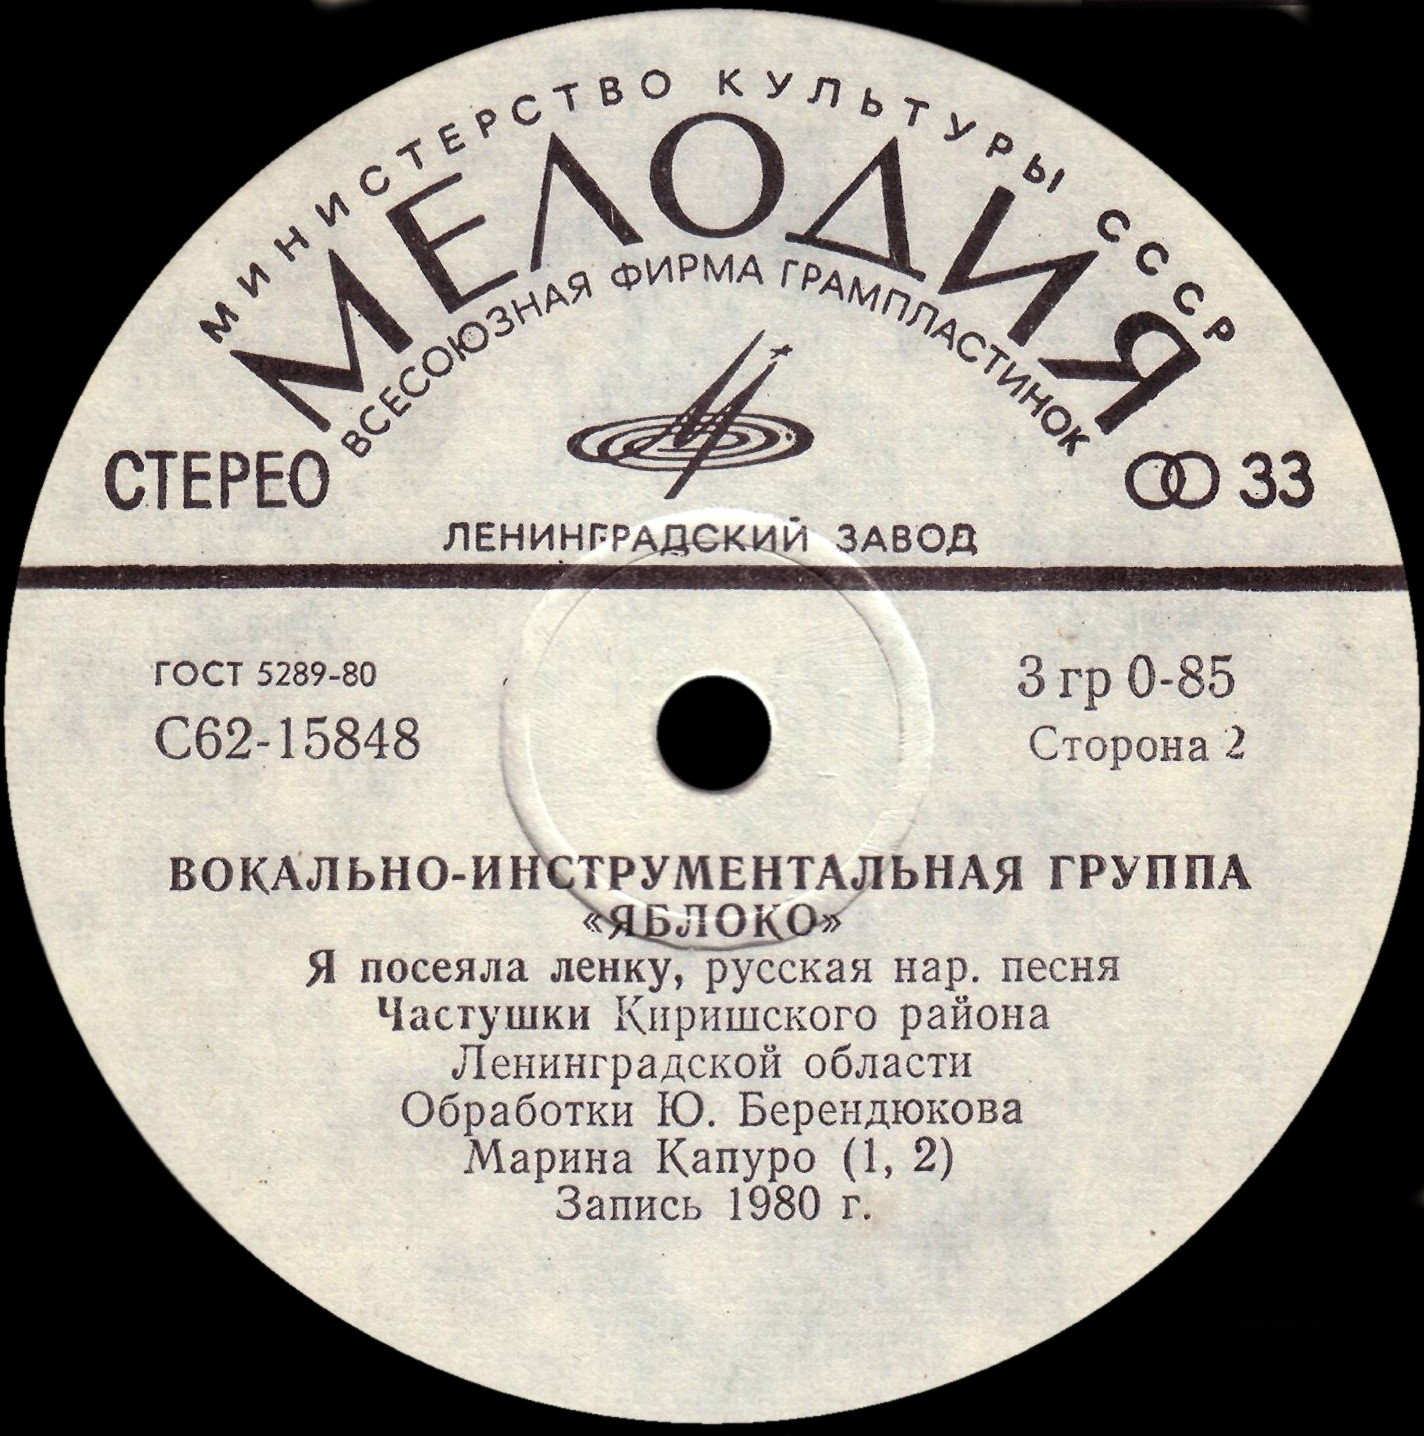 МИНИСТЕРСТВО КУЛЬТУРЫ СССР
МЕЛОДИЯ
ВСЕСОЮЗНАЯ ФИРМА ГРАМПЛАСТИНОК
СТЕРЕО
33
ЛЕНИНГРАДСКИЙ ЗАВОД
ГОСТ 5289-80
3 гр 0-85
С62-15848
Сторона 2
ВОКАЛЬНО-ИНСТРУМЕНТАЛЬНАЯ ГРУППА
«ЯБЛОКО»
Я посеяла ленку, русская нар. песня
Частушки Киришского района
Ленинградской области
Обработки Ю. Берендюкова
Марина Капуро (1, 2)
Запись 1980 г.